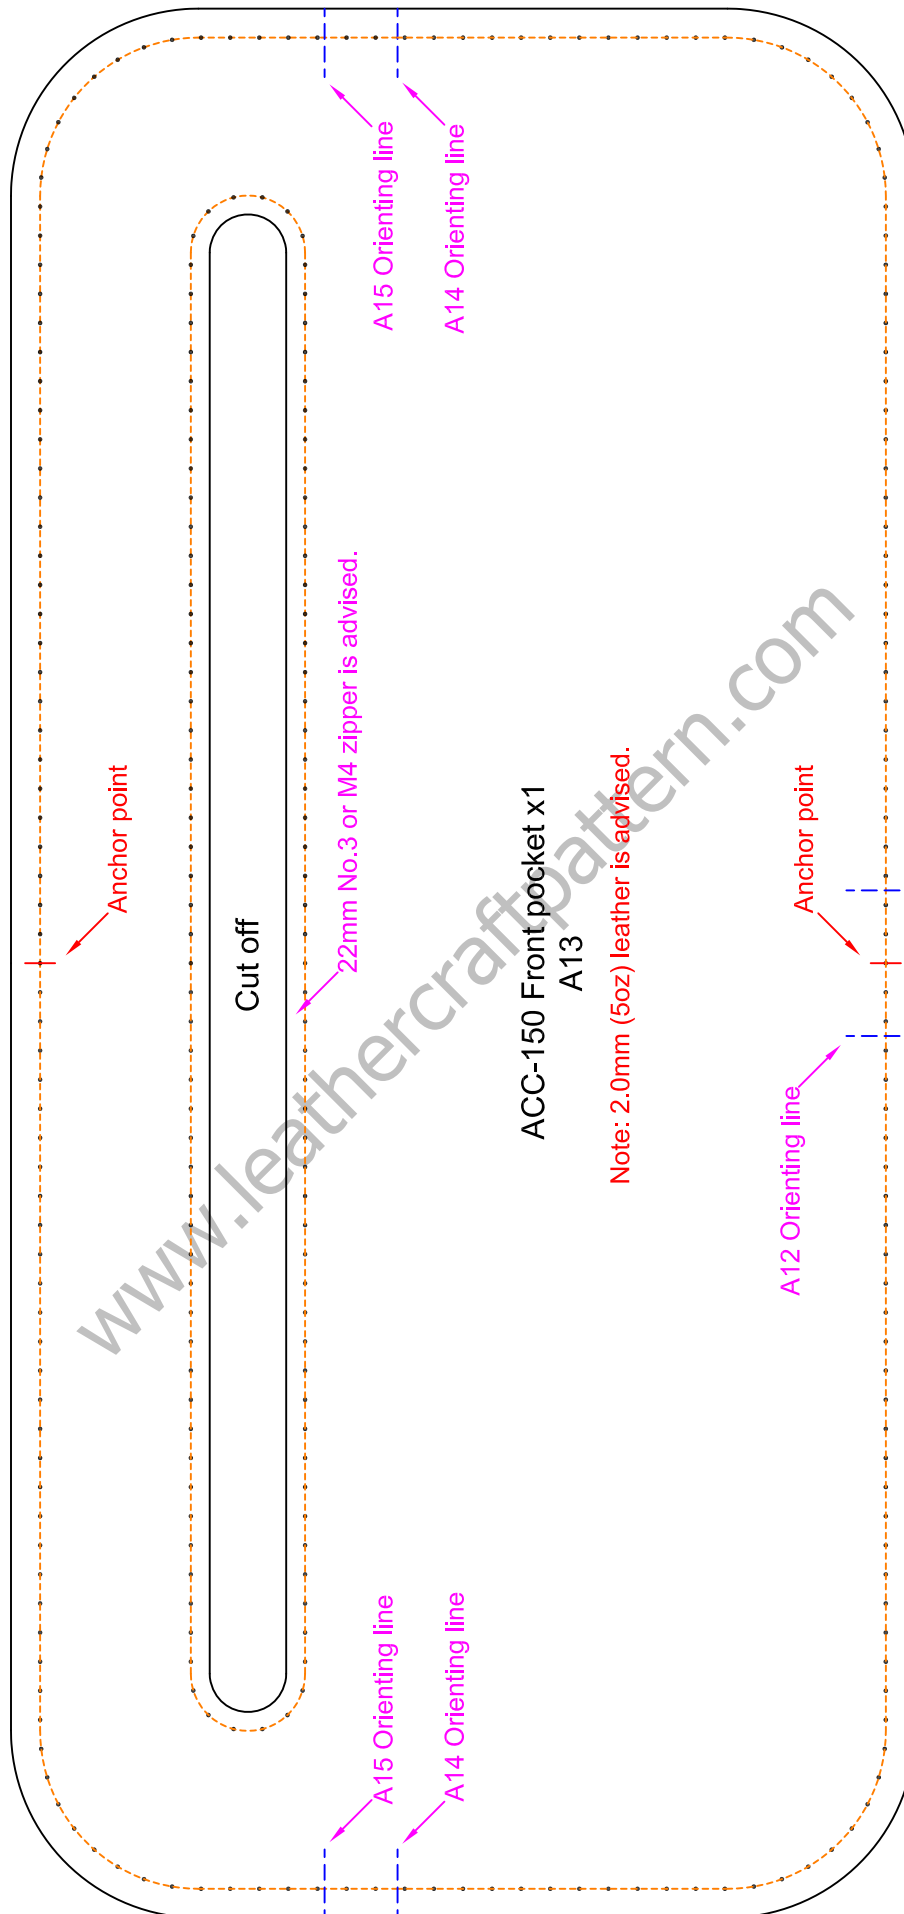 A15 Orienting line
A14 Orienting line
Anchor point
Cut off
22mm No.3 or M4 zipper is advised.
ACC-150 Front pocket x1
A13
Note: 2.0mm (5oz) leather is advised.
Anchor point
A12 Orienting line
A15 Orienting line
A14 Orienting line
www.leathercraftpattern.com